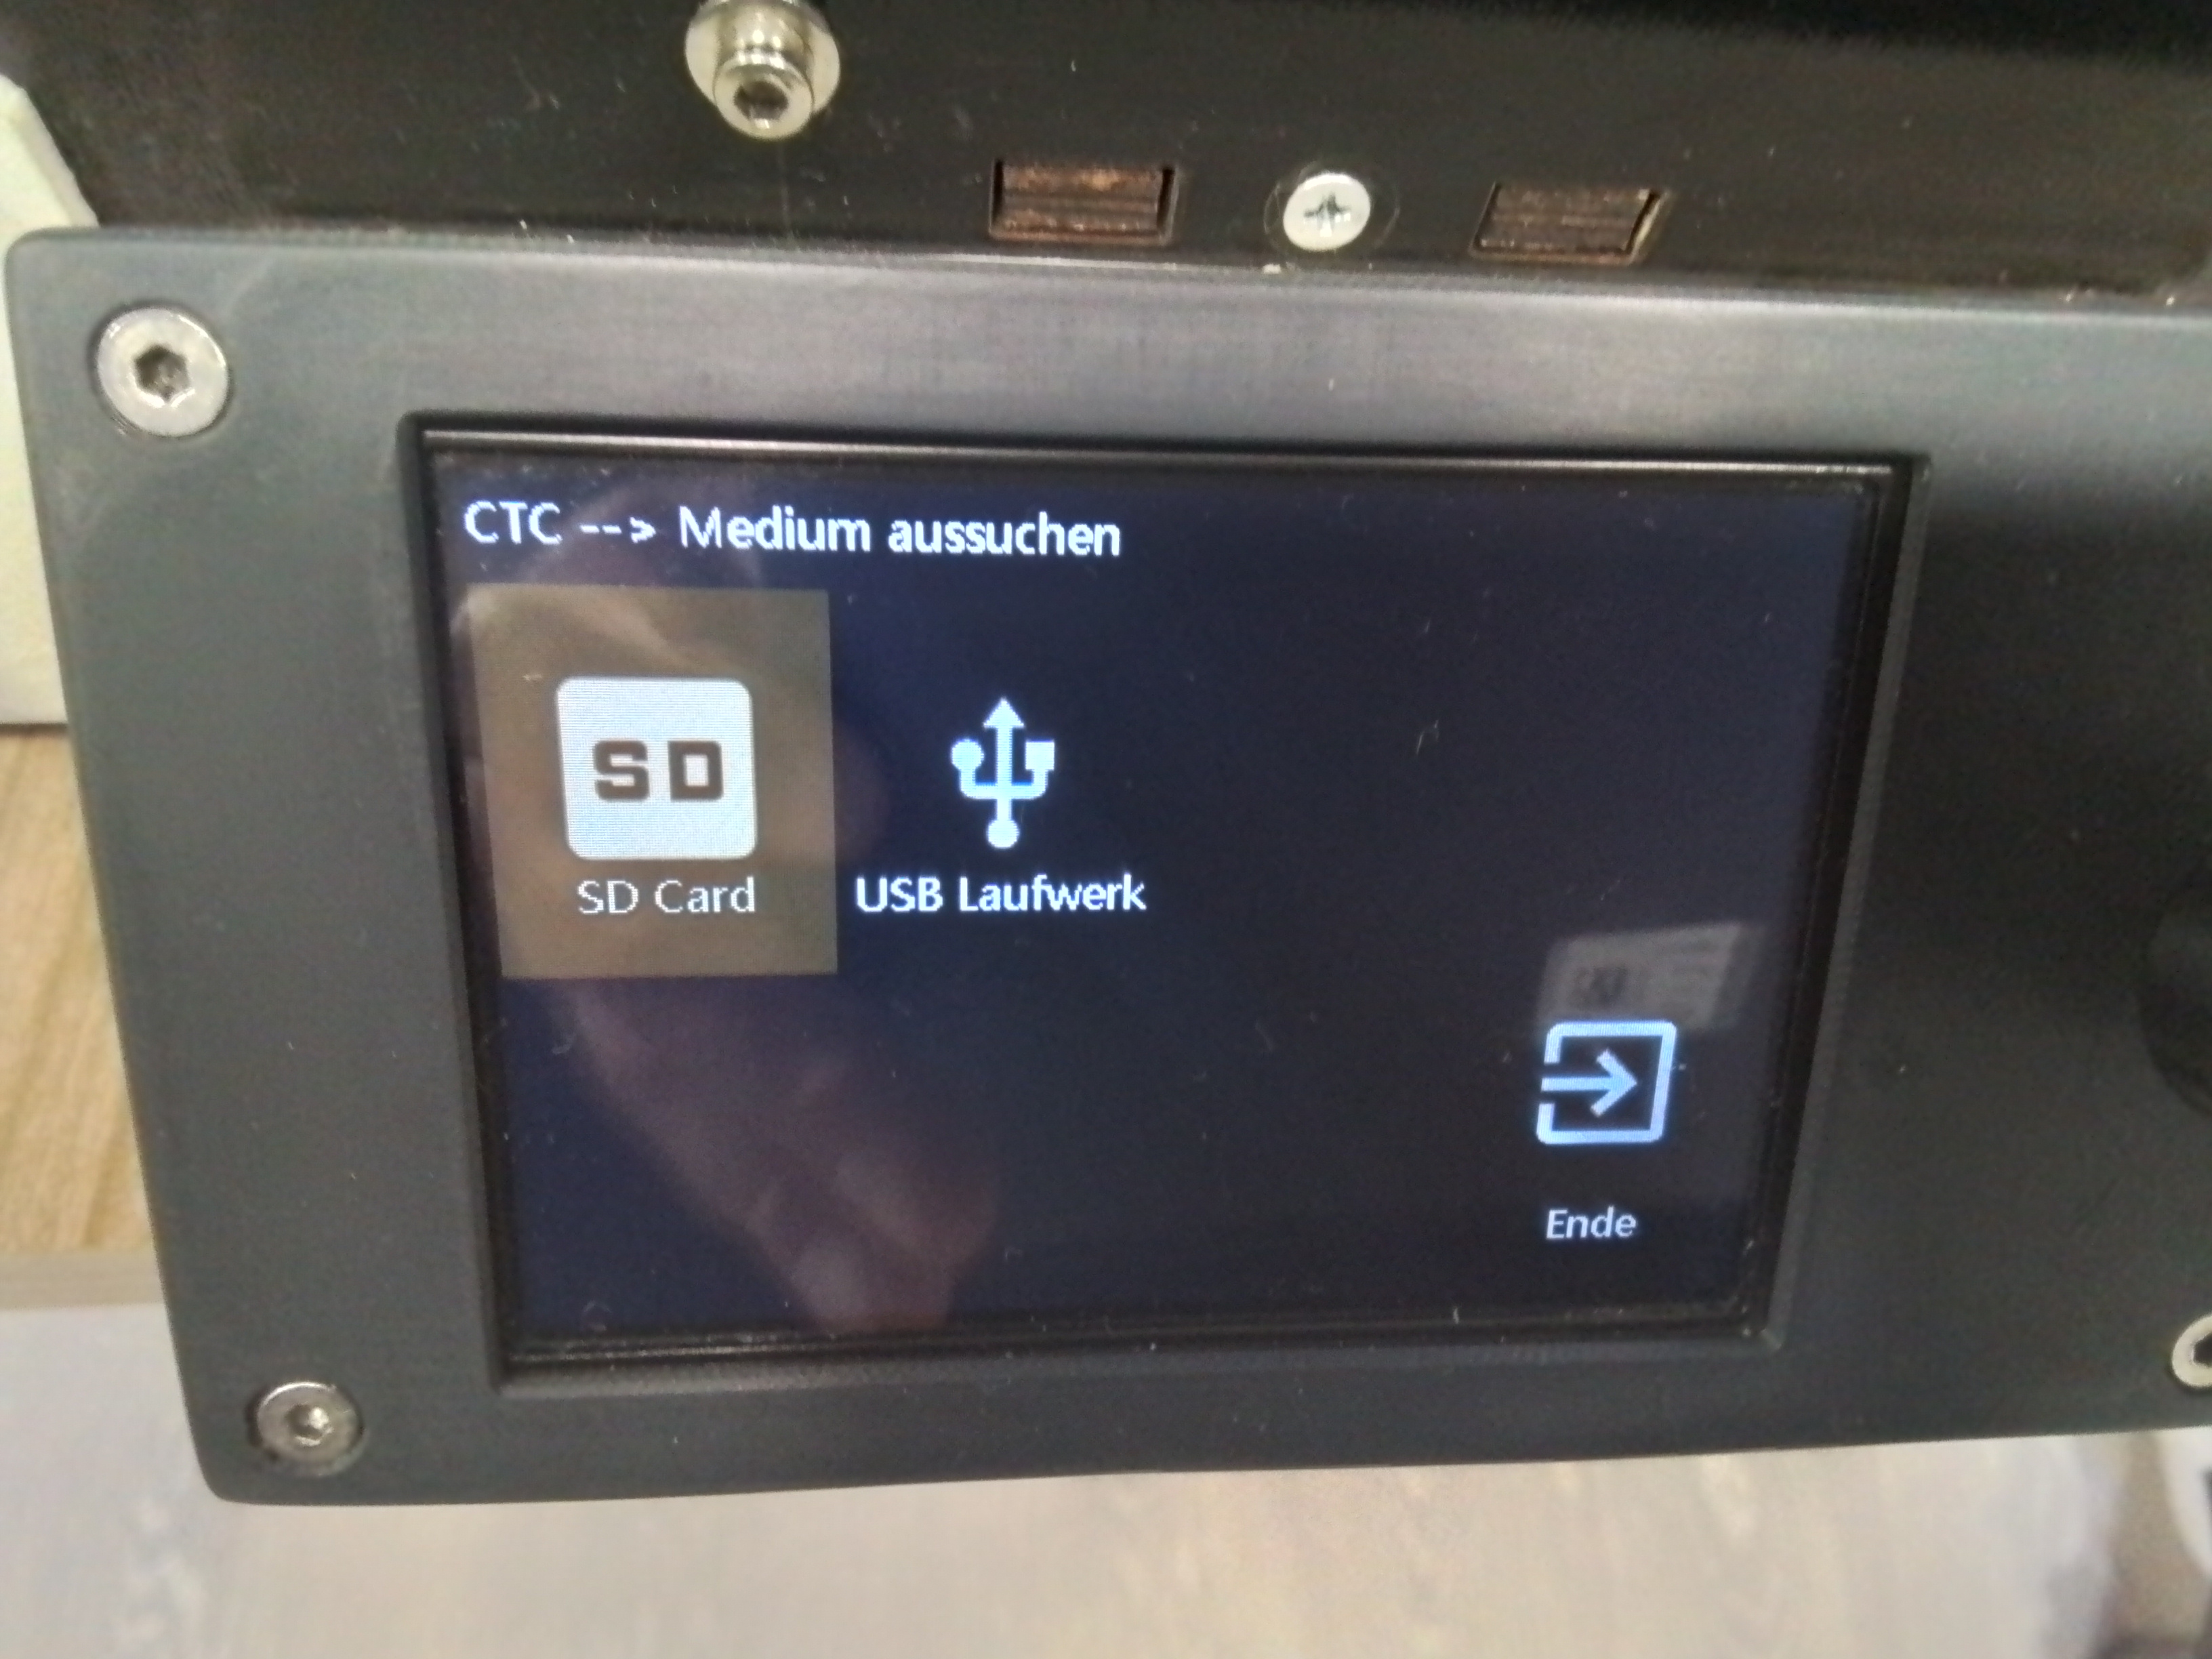 CTC --> Medium aussuchen
SD
SD Card
USB Laufwerk
Ende